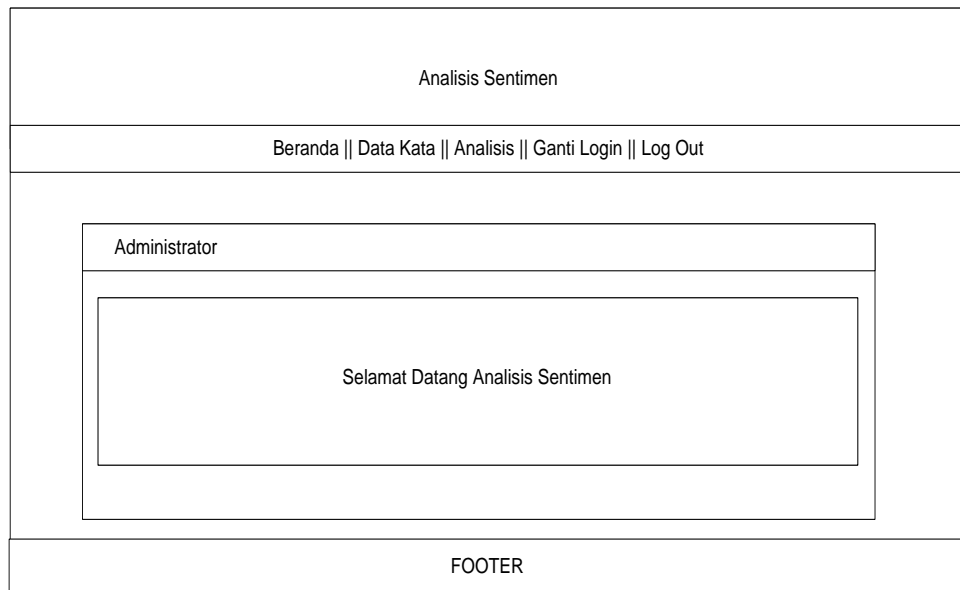 Analisis Sentimen
Beranda || Data Kata || Analisis || Ganti Login || Log Out
Administrator
Selamat Datang Analisis Sentimen
FOOTER